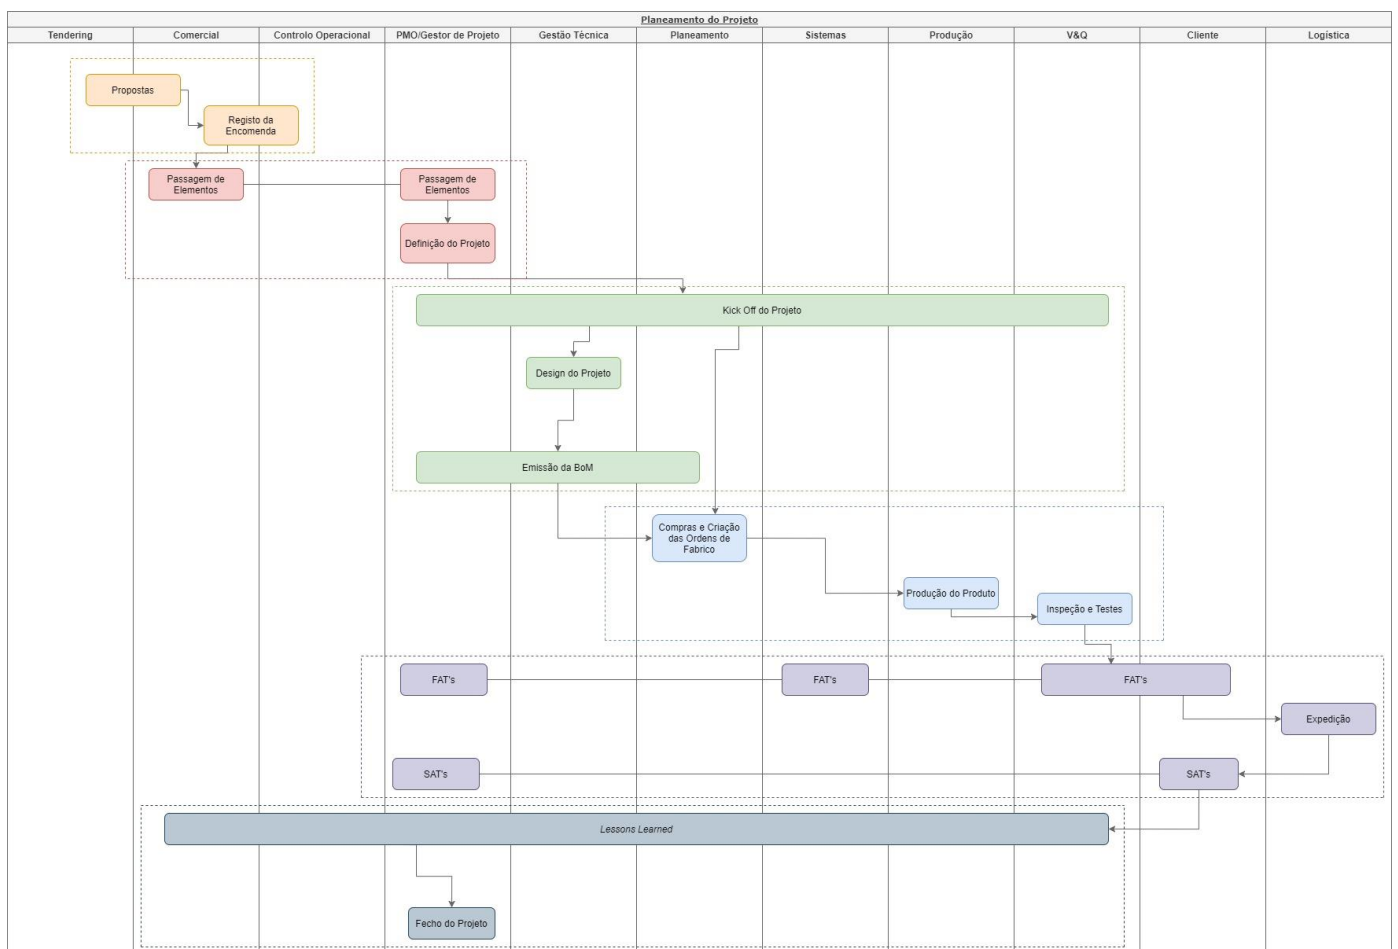 Planeamento do Projeto
Tendering
Comercial
Controlo Operacional
PMO/Gestor de Projeto
Gestão Técnica
Planeamento
Sistemas
Produção
V&Q
Cliente
Logística
Propostas
Registo da
Encomenda
Passagem de
Elementos
Passagem de
Elementos
Definição do Projeto
Kick Off do Projeto
Design do Projeto
Emissão da BoM
Compras e Criação
das Ordens de
Fabrico
Produção do Produto
Inspeção e Testes
FAT's
FAT's
FAT's
Expedição
SAT's
SAT's
Lessons Learned
Fecho do Projeto